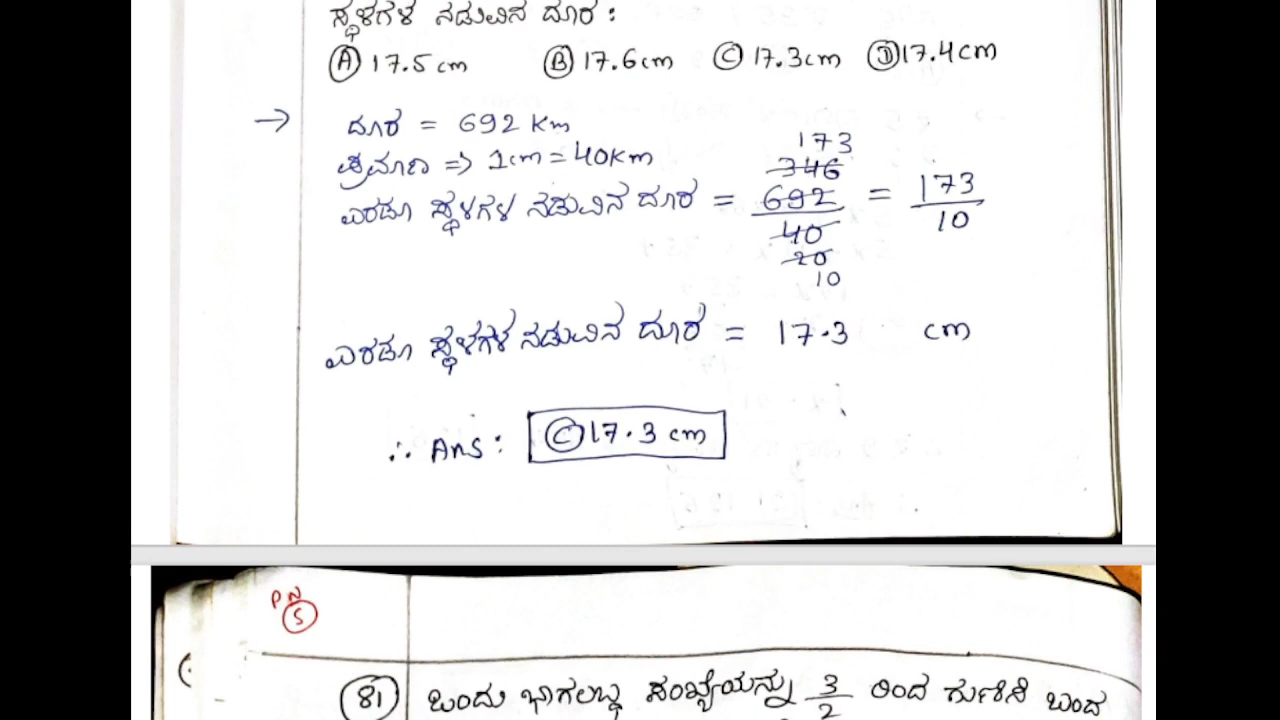 ಸ್ಥಳಗಳ ನಡುವಿನ ದೂರ :
Ⓐ 17.5 cm Ⓑ 17.6 cm Ⓒ 17.3 cm Ⓓ 17.4 cm
→ ದೂರ = 692 Km
ಪ್ರಮಾಣ => 1cm = 40Km
173
346
ಎರಡೂ ಸ್ಥಳಗಳ ನಡುವಿನ ದೂರ = 692/40 = 173/10
20
10
ಎರಡೂ ಸ್ಥಳಗಳ ನಡುವಿನ ದೂರ = 17.3 cm
∴ Ans : Ⓒ 17.3 cm
PN
5
81 ಒಂದು ಭಾಗಲಬ್ಧ ಸಂಖ್ಯೆಯನ್ನು 3/2 ರಿಂದ ಗುಣಿಸಿ ಬಂದ